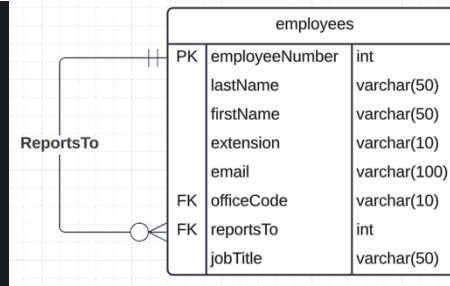 employees
PK employeeNumber int
lastName varchar(50)
firstName varchar(50)
extension varchar(10)
ReportsTo
email varchar(100)
FK officeCode varchar(10)
FK reportsTo int
jobTitle varchar(50)